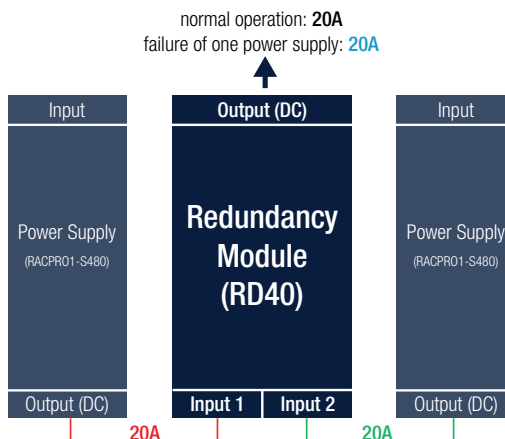 normal operation: 20A
failure of one power supply: 20A
Input
Output (DC)
Input
Power Supply
(RACPRO1-S480)
Redundancy
Module
(RD40)
Power Supply
(RACPRO1-S480)
Output (DC)
Input 1
Input 2
Output (DC)
20A
20A